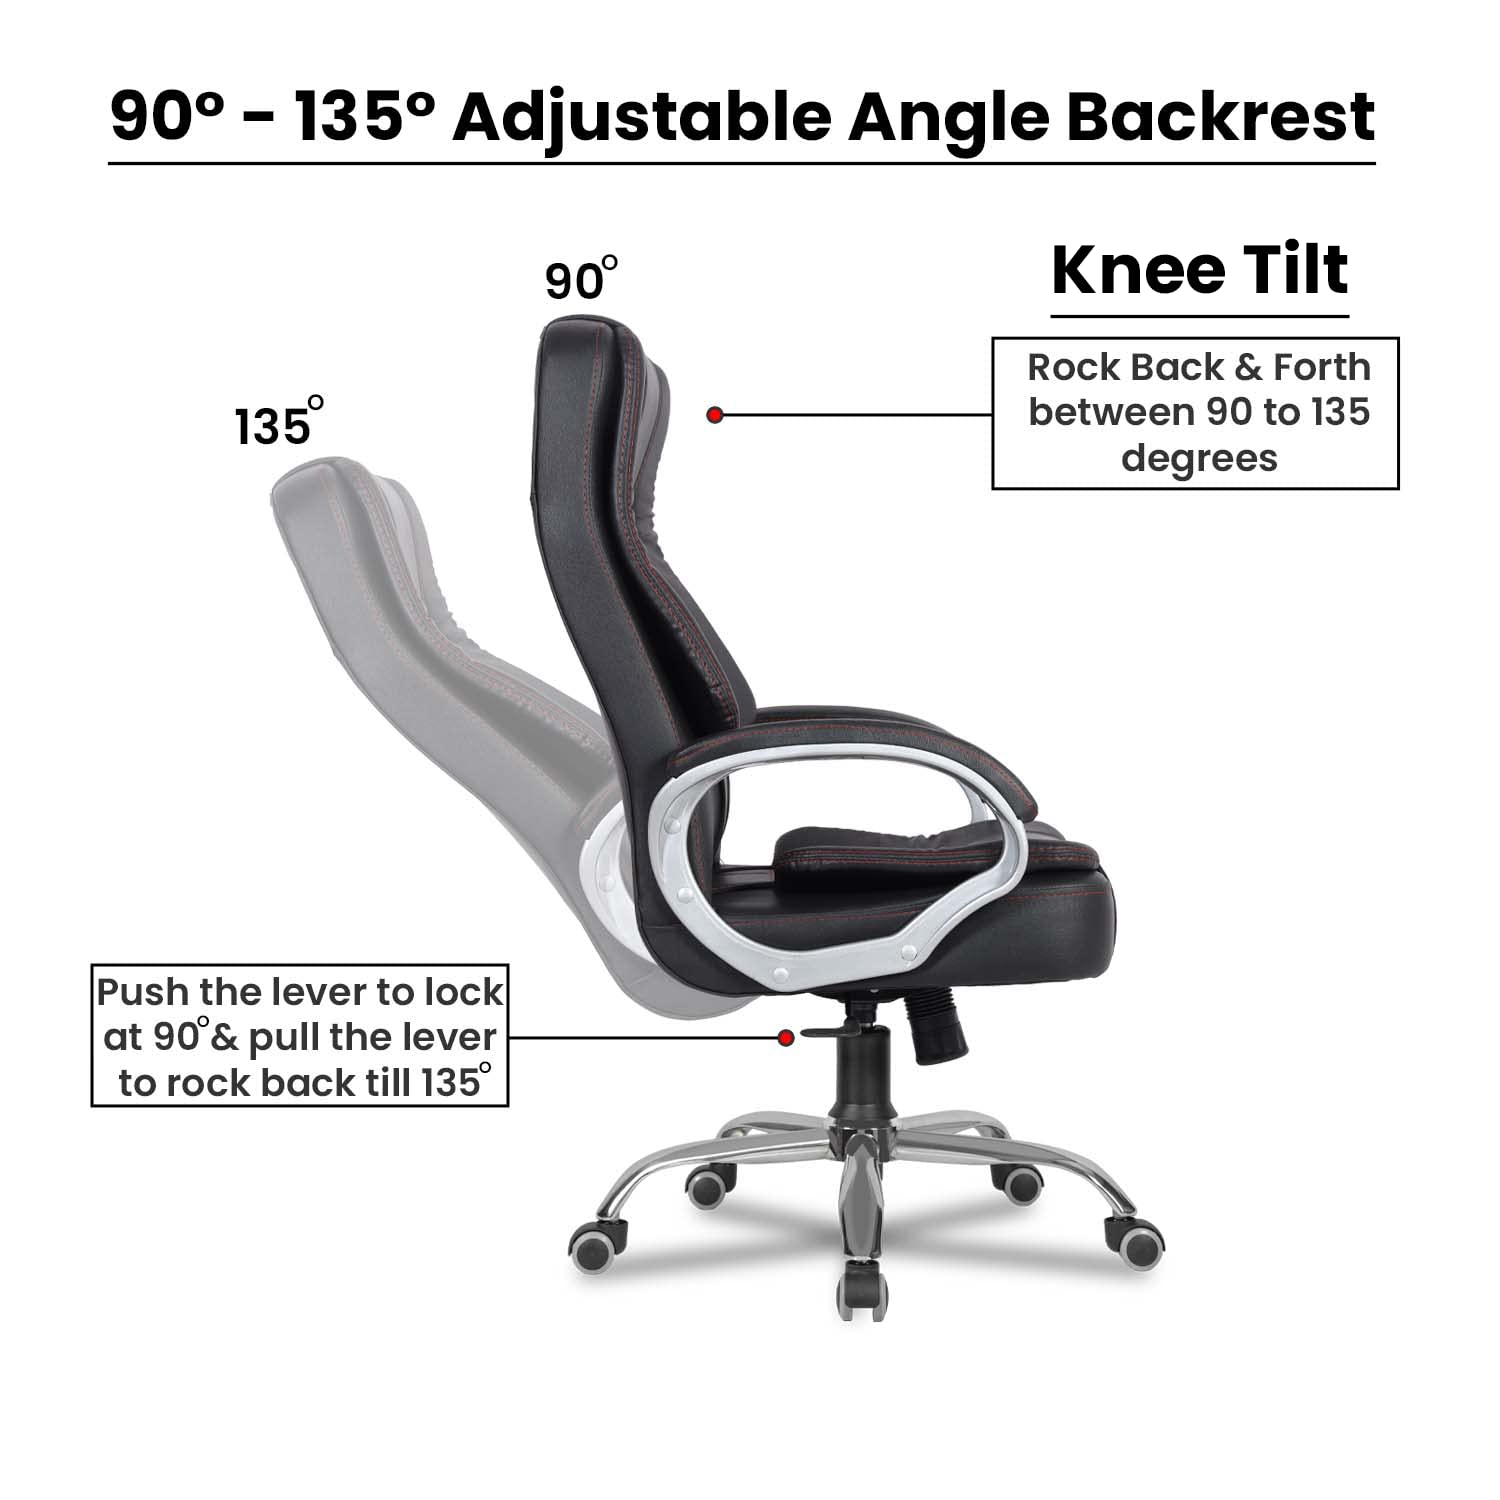 90° - 135° Adjustable Angle Backrest
Knee Tilt
90°
Rock Back & Forth
between 90 to 135
degrees
135°
Push the lever to lock
at 90° & pull the lever
to rock back till 135°